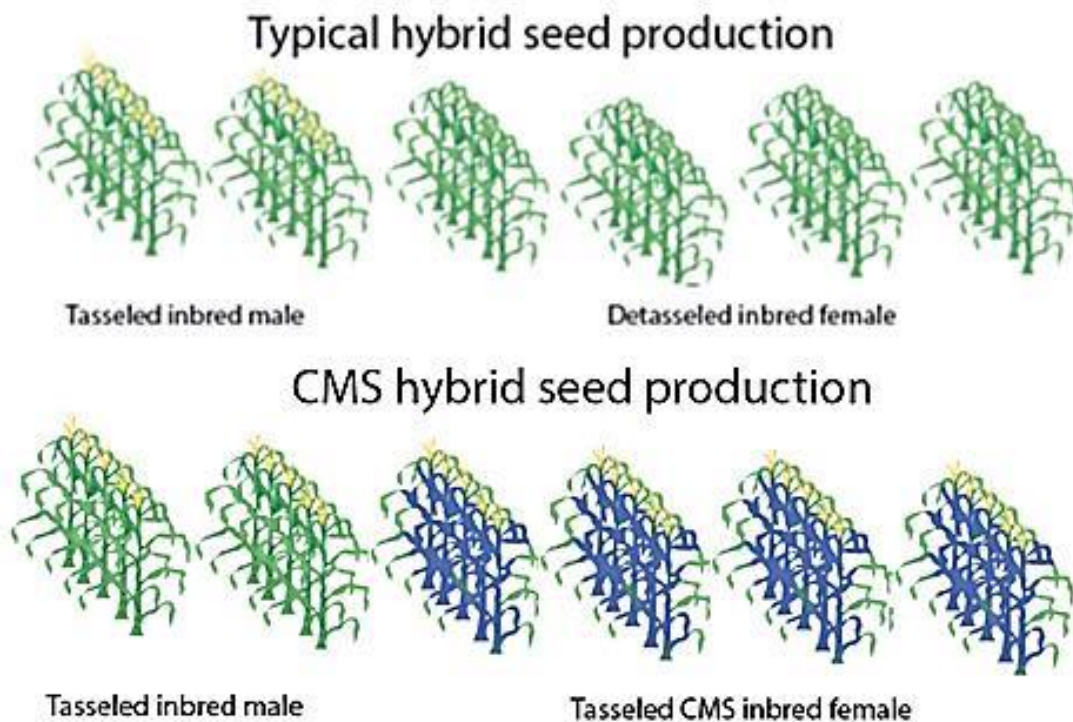 Typical hybrid seed production
Tasseled inbred male
Detasseled inbred female
CMS hybrid seed production
Tasseled inbred male
Tasseled CMS inbred female